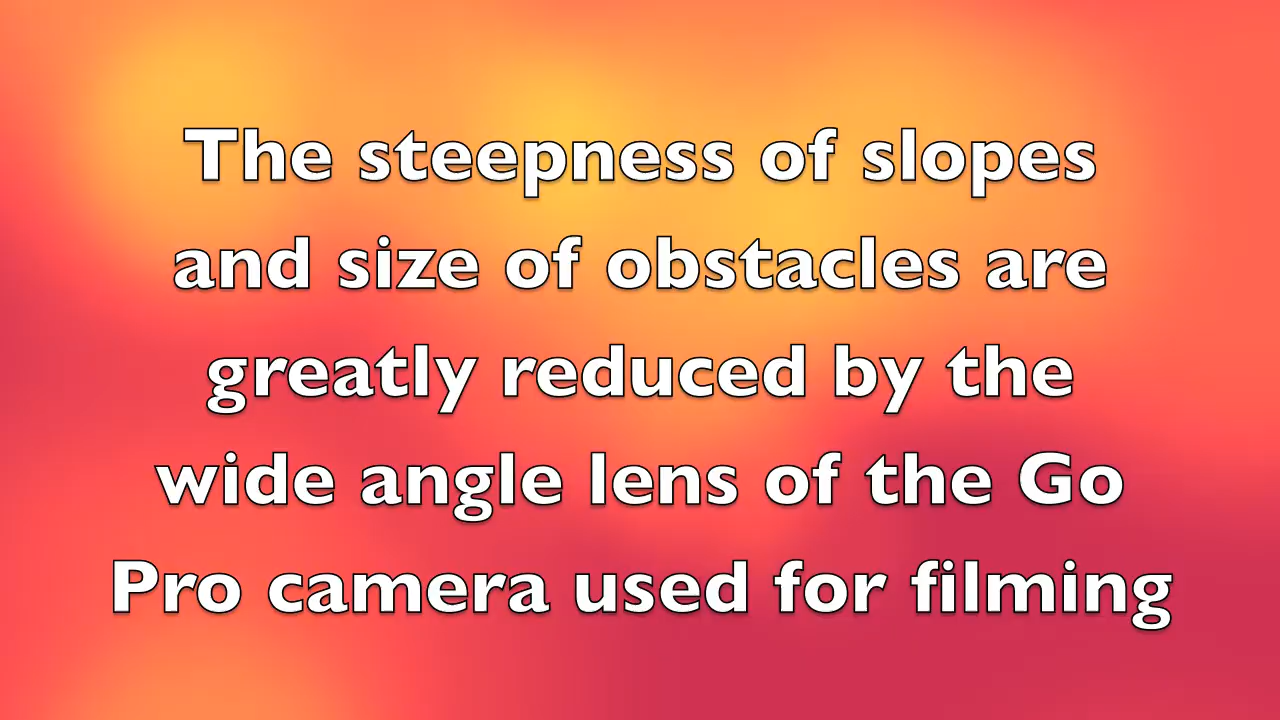 The steepness of slopes
and size of obstacles are
greatly reduced by the
wide angle lens of the Go
Pro camera used for filming